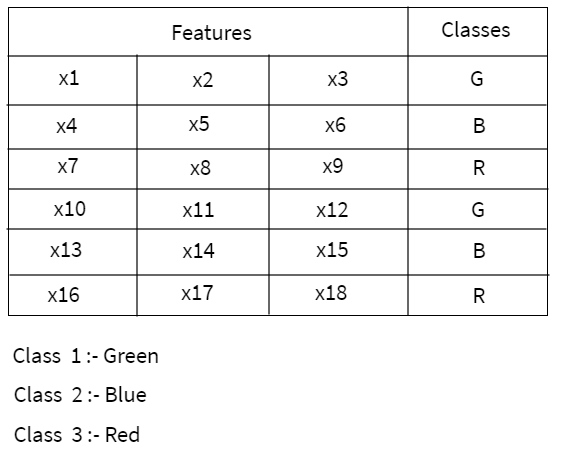 Features Classes
x1 x2 x3 G
x4 x5 x6 B
x7 x8 x9 R
x10 x11 x12 G
x13 x14 x15 B
x16 x17 x18 R
Class 1 :- Green
Class 2 :- Blue
Class 3 :- Red